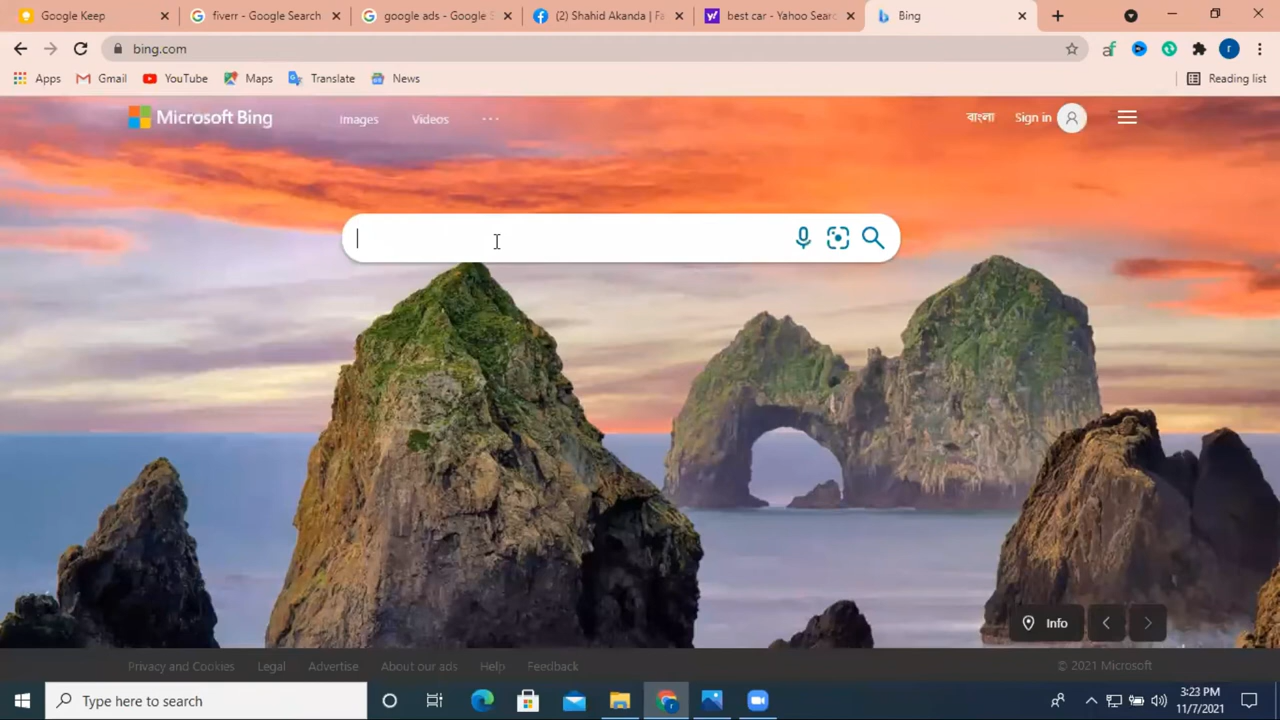 Google Keep
fiverr - Google Search
google ads - Google S
(2) Shahid Akanda | Fa
best car - Yahoo Searc
Bing
bing.com
Apps
Gmail
YouTube
Maps
Translate
News
Reading list
Microsoft Bing
Images
Videos
বাংলা
Sign in
Info
Privacy and Cookies
Legal
Advertise
About our ads
Help
Feedback
© 2021 Microsoft
Type here to search
3:23 PM
11/7/2021